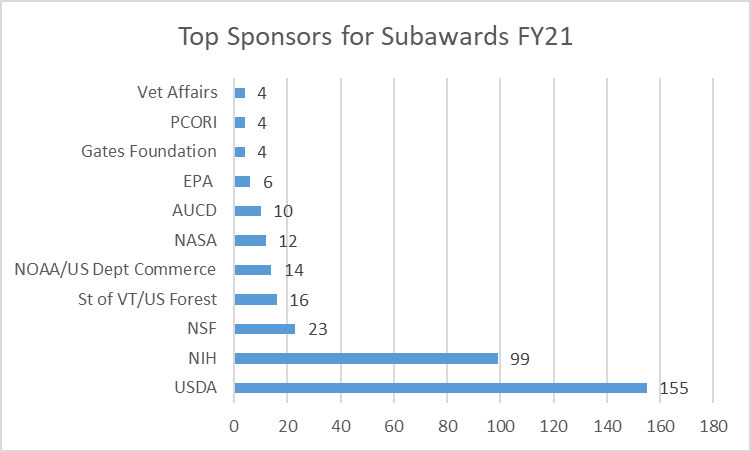 Top Sponsors for Subawards FY21
Vet Affairs 4
PCORI 4
Gates Foundation 4
EPA 6
AUCD 10
NASA 12
NOAA/US Dept Commerce 14
St of VT/US Forest 16
NSF 23
NIH 99
USDA 155
0 20 40 60 80 100 120 140 160 180